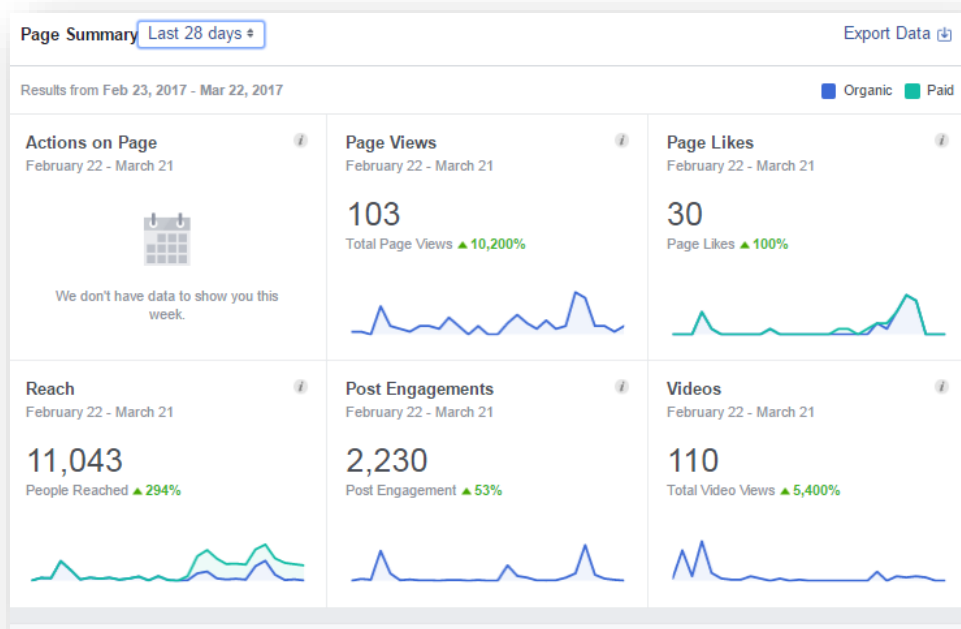 Page Summary Last 28 days
Export Data
Results from Feb 23, 2017 - Mar 22, 2017
Organic Paid
Actions on Page
February 22 - March 21
We don't have data to show you this
week.
Page Views
February 22 - March 21
103
Total Page Views ▲ 10,200%
Page Likes
February 22 - March 21
30
Page Likes ▲ 100%
Reach
February 22 - March 21
11,043
People Reached ▲ 294%
Post Engagements
February 22 - March 21
2,230
Post Engagement ▲ 53%
Videos
February 22 - March 21
110
Total Video Views ▲ 5,400%